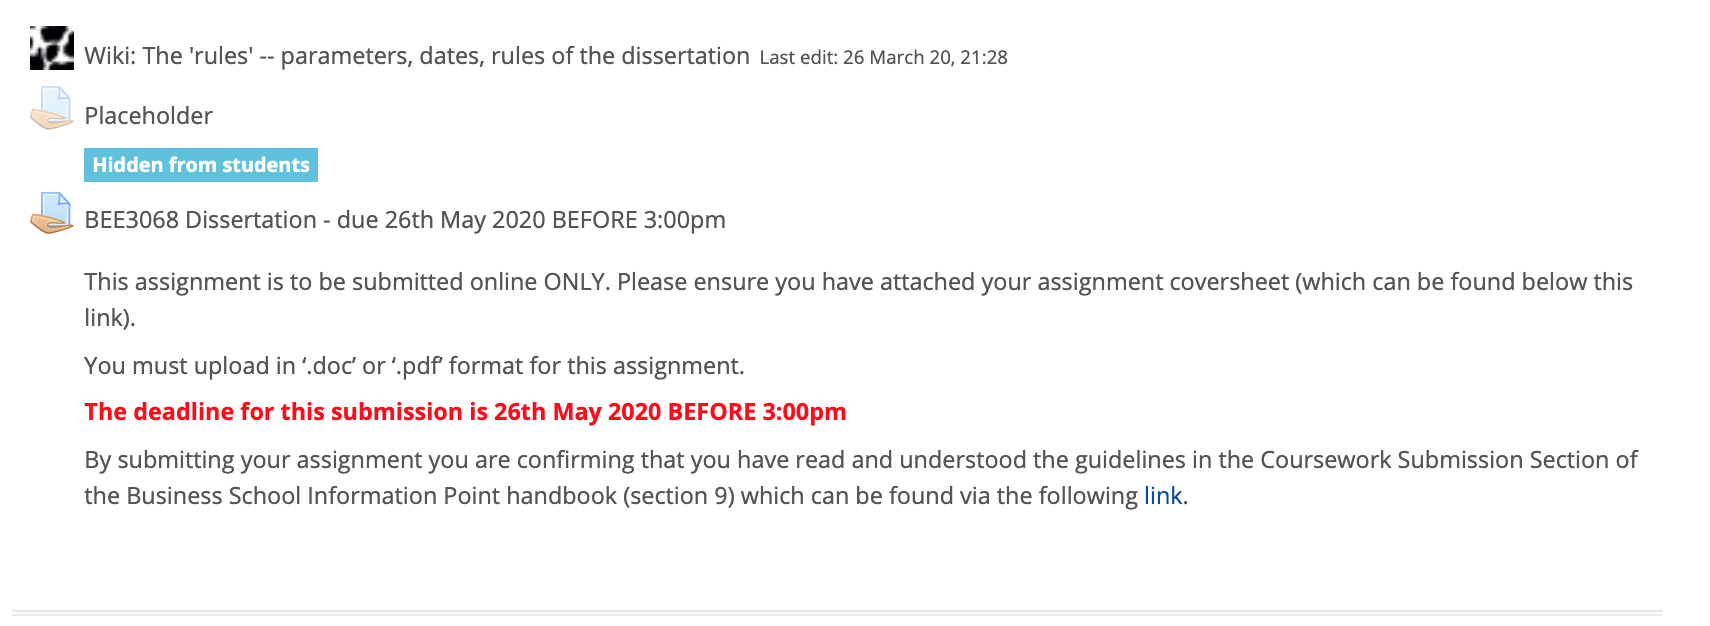 Wiki: The 'rules' -- parameters, dates, rules of the dissertation Last edit: 26 March 20, 21:28
Placeholder
Hidden from students
BEE3068 Dissertation - due 26th May 2020 BEFORE 3:00pm
This assignment is to be submitted online ONLY. Please ensure you have attached your assignment coversheet (which can be found below this
link).
You must upload in ‘.doc’ or ‘.pdf’ format for this assignment.
The deadline for this submission is 26th May 2020 BEFORE 3:00pm
By submitting your assignment you are confirming that you have read and understood the guidelines in the Coursework Submission Section of
the Business School Information Point handbook (section 9) which can be found via the following link.